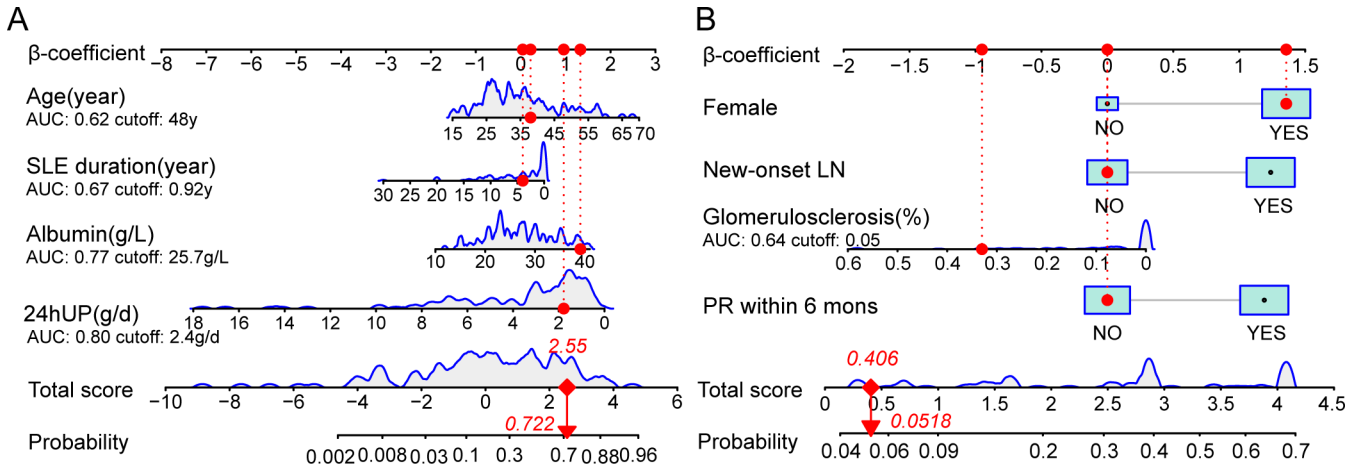 A
β-coefficient
−8 −7 −6 −5 −4 −3 −2 −1 0 1 2 3
Age(year)
AUC: 0.62 cutoff: 48y
15 25 35 45 55 65 70
SLE duration(year)
AUC: 0.67 cutoff: 0.92y
30 25 20 15 10 5 0
Albumin(g/L)
AUC: 0.77 cutoff: 25.7g/L
10 20 30 40
24hUP(g/d)
AUC: 0.80 cutoff: 2.4g/d
18 16 14 12 10 8 6 4 2 0
2.55
Total score
−10 −8 −6 −4 −2 0 2 4 6
0.722
Probability
0.002 0.008 0.03 0.1 0.3 0.7 0.88 0.96
B
β-coefficient
−2 −1.5 −1 −0.5 0 0.5 1 1.5
Female
NO YES
New-onset LN
NO YES
Glomerulosclerosis(%)
AUC: 0.64 cutoff: 0.05
0.6 0.5 0.4 0.3 0.2 0.1 0
PR within 6 mons
NO YES
0.406
Total score
0 0.5 1 1.5 2 2.5 3 3.5 4 4.5
0.0518
Probability
0.04 0.06 0.09 0.2 0.3 0.4 0.5 0.6 0.7